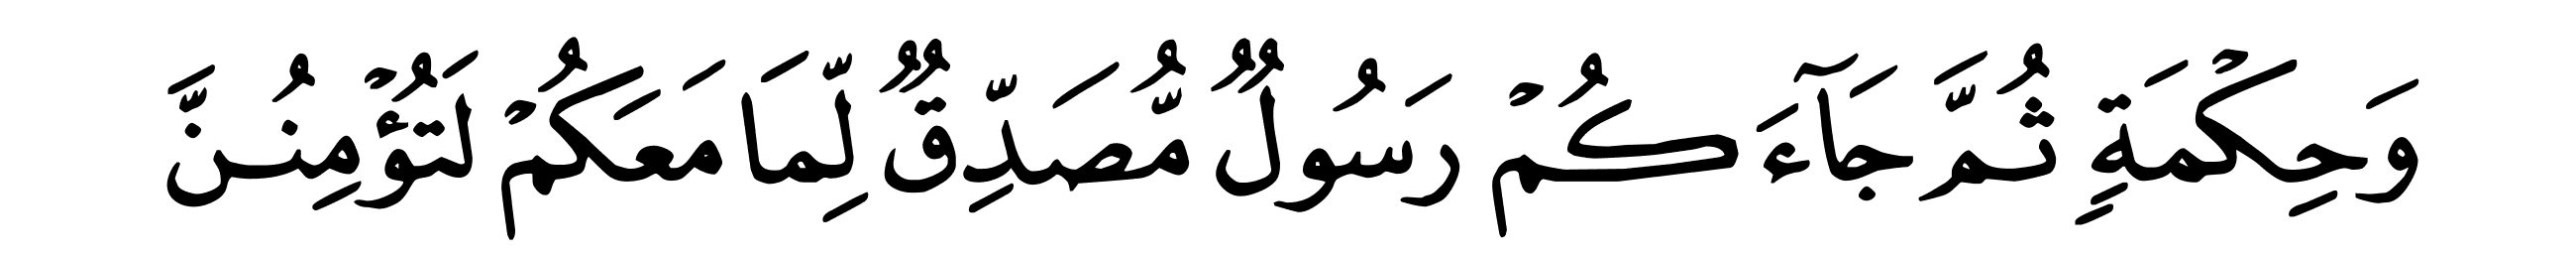 وَحِكْمَةٍ ثُمَّ جَآءَكُمْ رَسُولٌ مُّصَدِّقٌ لِّمَا مَعَكُمْ لَتُؤْمِنُنَّ